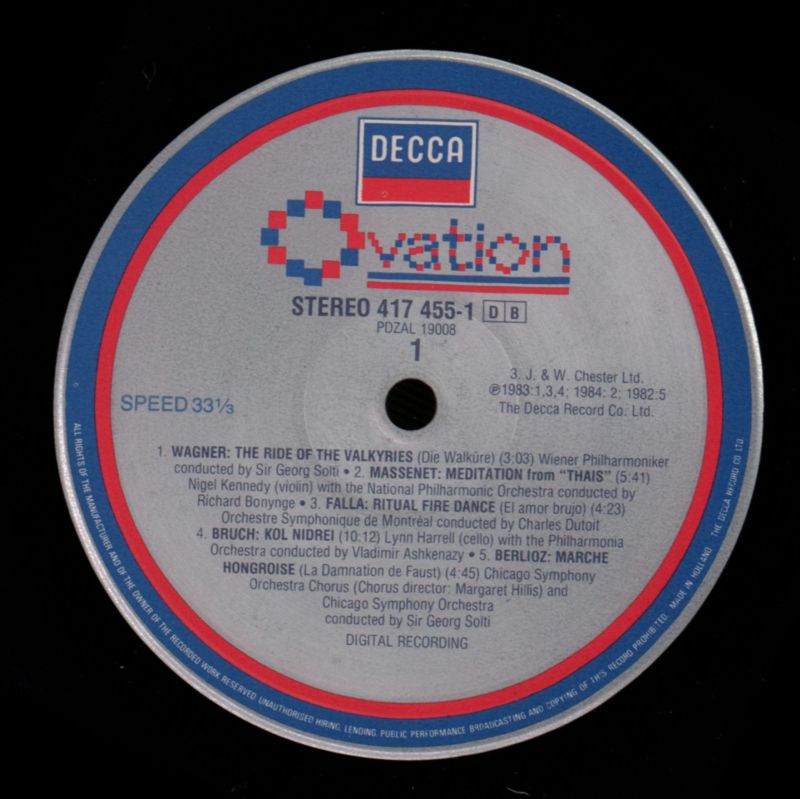 DECCA
Ovation
STEREO 417 455-1 DB
PDZAL 19008
1
3. J. & W. Chester Ltd.
℗1983:1,3,4; 1984: 2; 1982:5
The Decca Record Co. Ltd.
SPEED 33⅓
1. WAGNER: THE RIDE OF THE VALKYRIES (Die Walküre) (3:03) Wiener Philharmoniker
conducted by Sir Georg Solti • 2. MASSENET: MEDITATION from "THAIS" (5:41)
Nigel Kennedy (violin) with the National Philharmonic Orchestra conducted by
Richard Bonynge • 3. FALLA: RITUAL FIRE DANCE (El amor brujo) (4:23)
Orchestre Symphonique de Montréal conducted by Charles Dutoit
4. BRUCH: KOL NIDREI (10:12) Lynn Harrell (cello) with the Philharmonia
Orchestra conducted by Vladimir Ashkenazy • 5. BERLIOZ: MARCHE
HONGROISE (La Damnation de Faust) (4:45) Chicago Symphony
Orchestra Chorus (Chorus director: Margaret Hillis) and
Chicago Symphony Orchestra
conducted by Sir Georg Solti
DIGITAL RECORDING
ALL RIGHTS OF THE MANUFACTURER AND OF THE OWNER OF THE RECORDED WORK RESERVED. UNAUTHORISED HIRING, LENDING, PUBLIC PERFORMANCE BROADCASTING AND COPYING OF THIS RECORD PROHIBITED. MADE IN HOLLAND THE DECCA RECORD CO LTD.